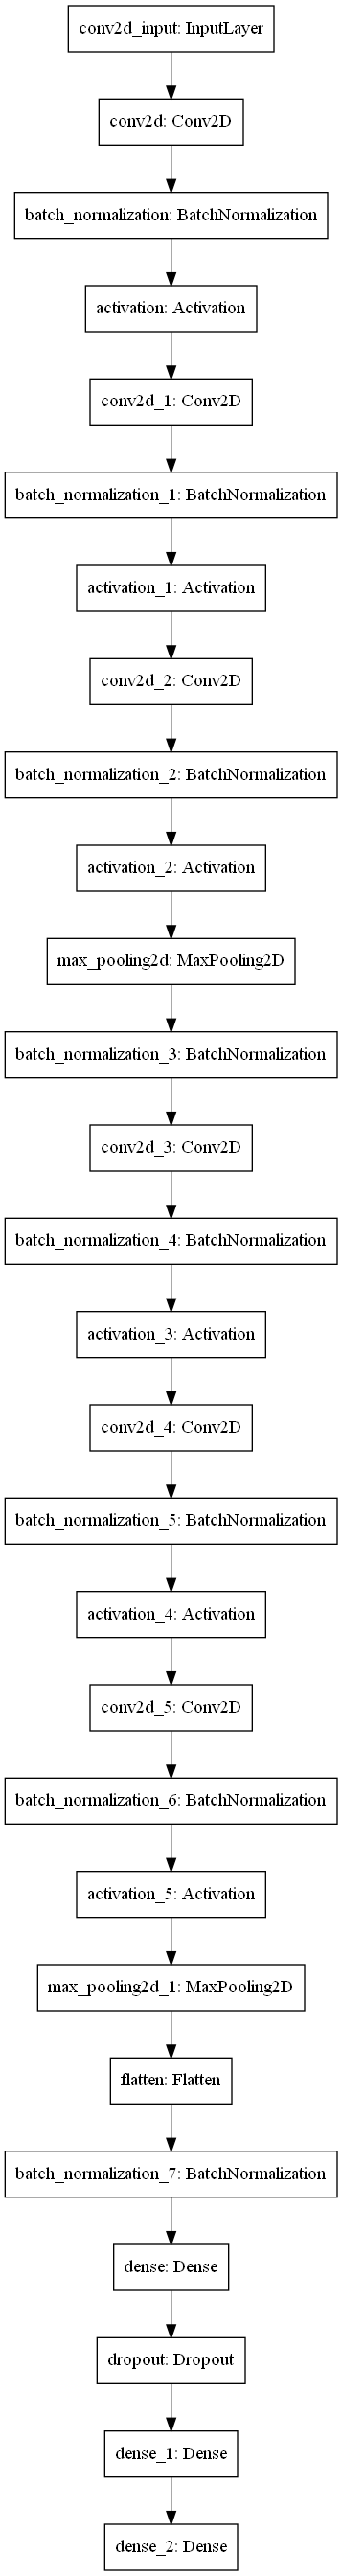 conv2d_input: InputLayer
conv2d: Conv2D
batch_normalization: BatchNormalization
activation: Activation
conv2d_1: Conv2D
batch_normalization_1: BatchNormalization
activation_1: Activation
conv2d_2: Conv2D
batch_normalization_2: BatchNormalization
activation_2: Activation
max_pooling2d: MaxPooling2D
batch_normalization_3: BatchNormalization
conv2d_3: Conv2D
batch_normalization_4: BatchNormalization
activation_3: Activation
conv2d_4: Conv2D
batch_normalization_5: BatchNormalization
activation_4: Activation
conv2d_5: Conv2D
batch_normalization_6: BatchNormalization
activation_5: Activation
max_pooling2d_1: MaxPooling2D
flatten: Flatten
batch_normalization_7: BatchNormalization
dense: Dense
dropout: Dropout
dense_1: Dense
dense_2: Dense